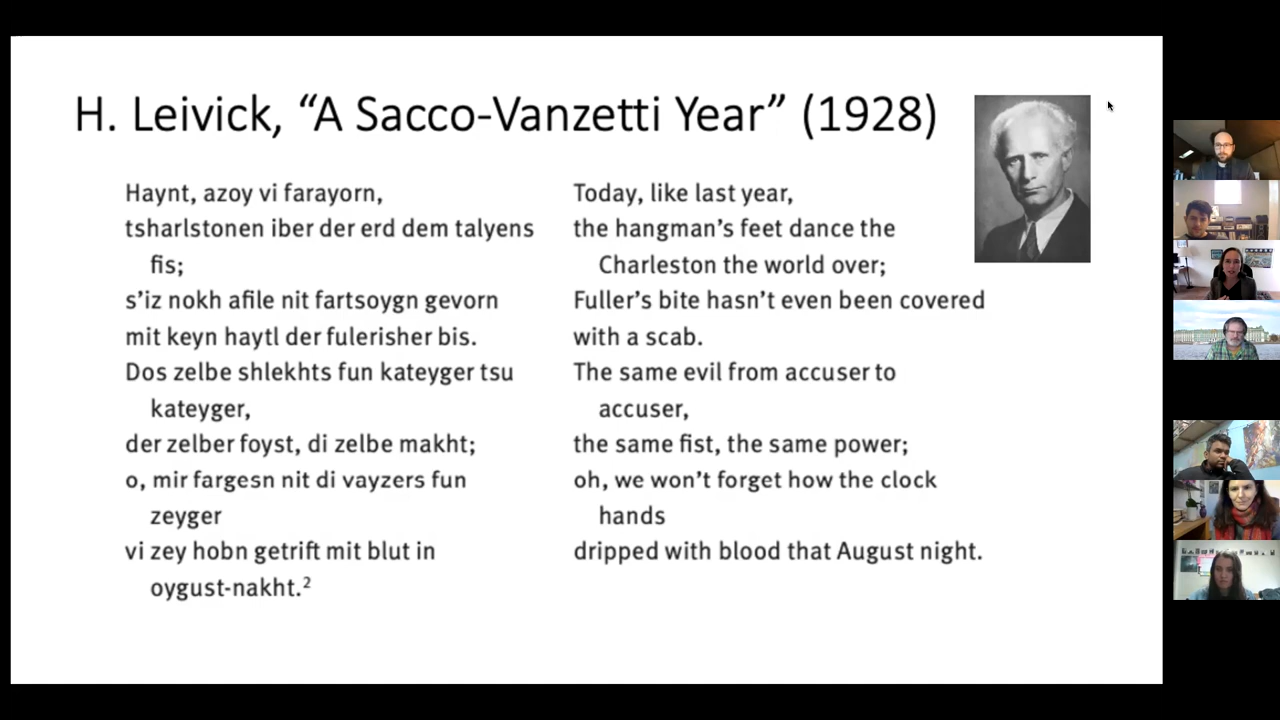 H. Leivick, “A Sacco-Vanzetti Year” (1928)
Haynt, azoy vi farayorn,
tsharlstonen iber der erd dem talyens
fis;
s’iz nokh afile nit fartsoygn gevorn
mit keyn haytl der fulerisher bis.
Dos zelbe shlekhts fun kateyger tsu
kateyger,
der zelber foyst, di zelbe makht;
o, mir fargesn nit di vayzers fun
zeyger
vi zey hobn getrift mit blut in
oygust-nakht.²
Today, like last year,
the hangman’s feet dance the
Charleston the world over;
Fuller’s bite hasn’t even been covered
with a scab.
The same evil from accuser to
accuser,
the same fist, the same power;
oh, we won’t forget how the clock
hands
dripped with blood that August night.